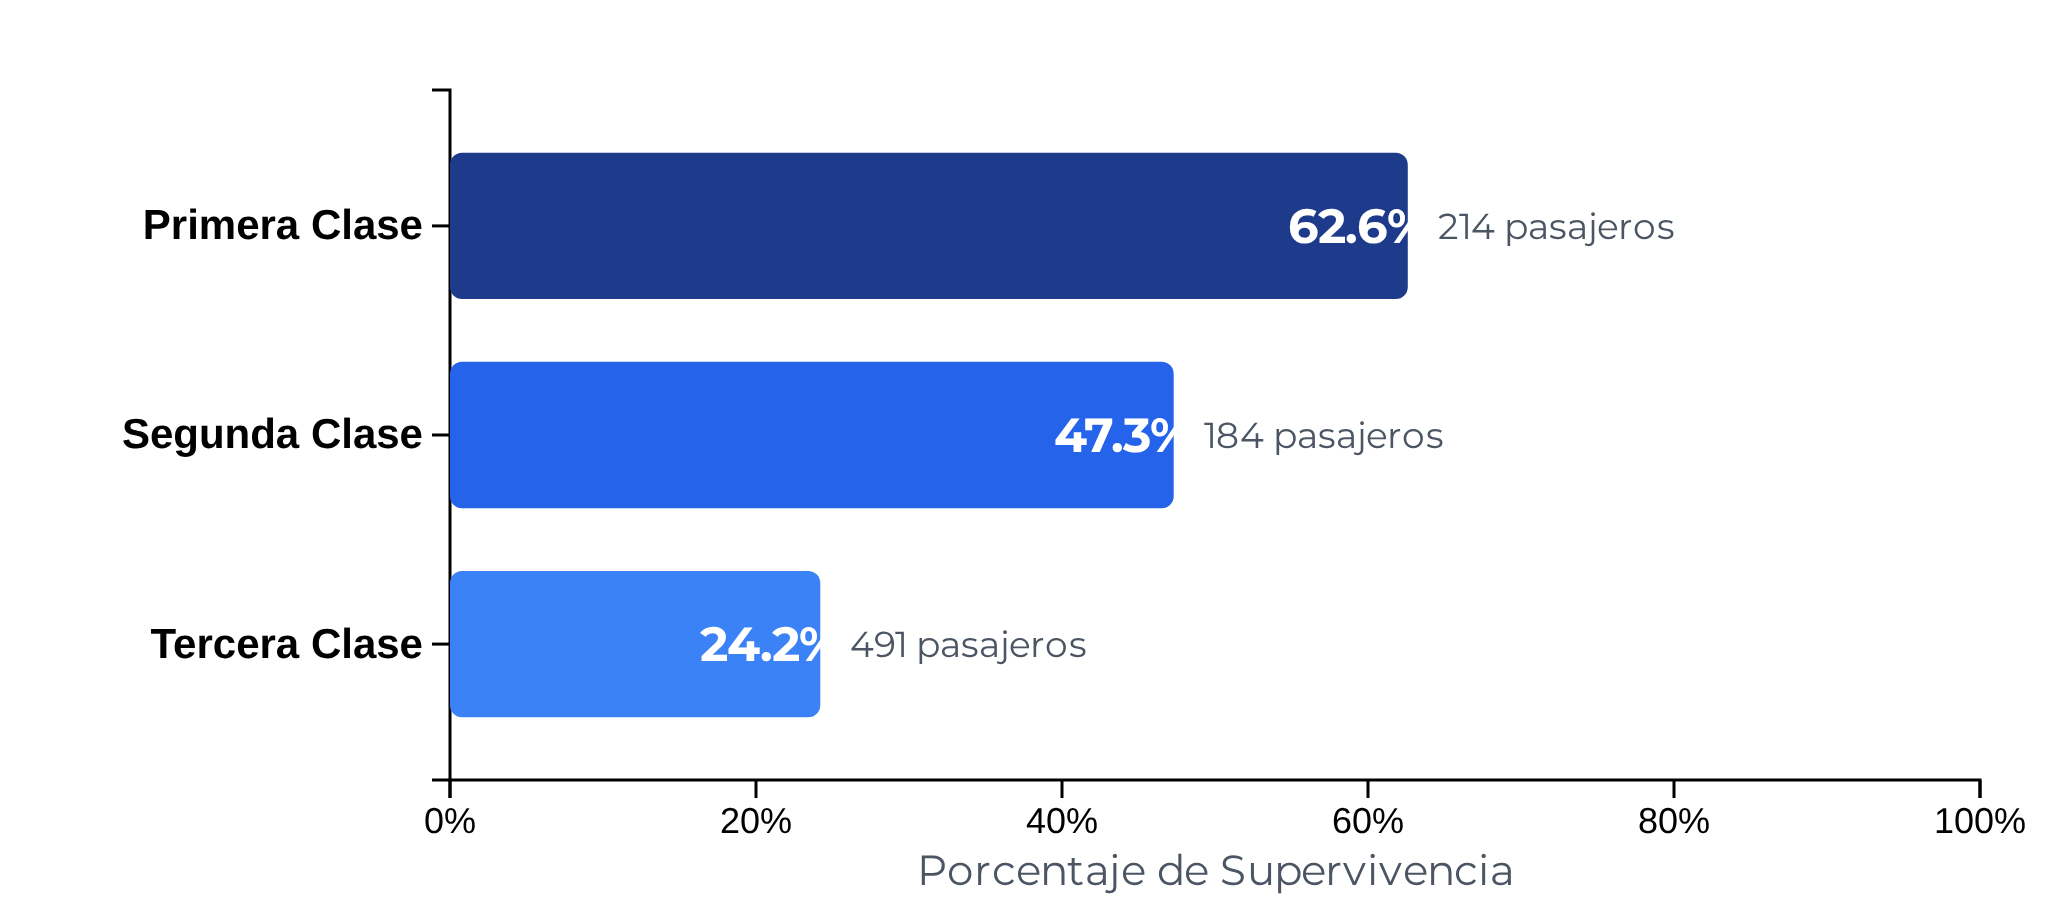 Primera Clase 62.6% 214 pasajeros
Segunda Clase 47.3% 184 pasajeros
Tercera Clase 24.2% 491 pasajeros
0% 20% 40% 60% 80% 100%
Porcentaje de Supervivencia